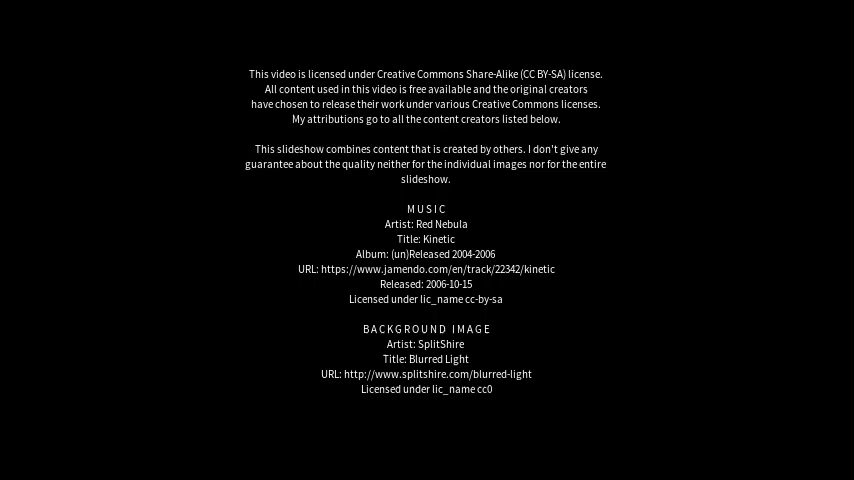 This video is licensed under Creative Commons Share-Alike (CC BY-SA) license.
All content used in this video is free available and the original creators
have chosen to release their work under various Creative Commons licenses.
My attributions go to all the content creators listed below.
This slideshow combines content that is created by others. I don't give any
guarantee about the quality neither for the individual images nor for the entire
slideshow.
MUSIC
Artist: Red Nebula
Title: Kinetic
Album: (un)Released 2004-2006
URL: https://www.jamendo.com/en/track/22342/kinetic
Released: 2006-10-15
Licensed under lic_name cc-by-sa
BACKGROUND IMAGE
Artist: SplitShire
Title: Blurred Light
URL: http://www.splitshire.com/blurred-light
Licensed under lic_name cc0